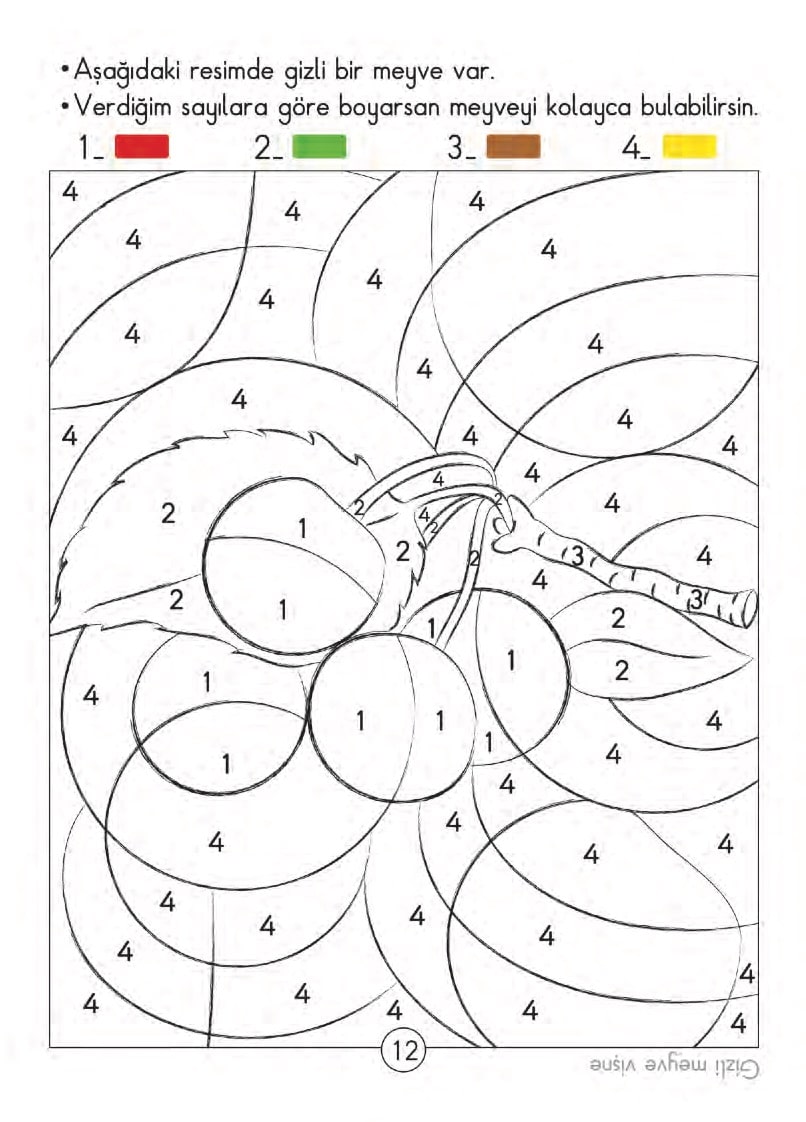 • Aşağıdaki resimde gizli bir meyve var.
• Verdiğim sayılara göre boyarsan meyveyi kolayca bulabilirsin.
1_ 2_ 3_ 4_
4 4
4 4
4 4
4 4
4 4
4 4
4 4
4 4 4
4 4
2 2 2 4
1 4 2
2 3 4
2 4
2 1 3
1 2
1 1 2
4 1 1 1 4
1 4
4 4
4 4 4 4
4 4 4
4 4 4
4 4 4 4 4
12
Gizli meyve vişne